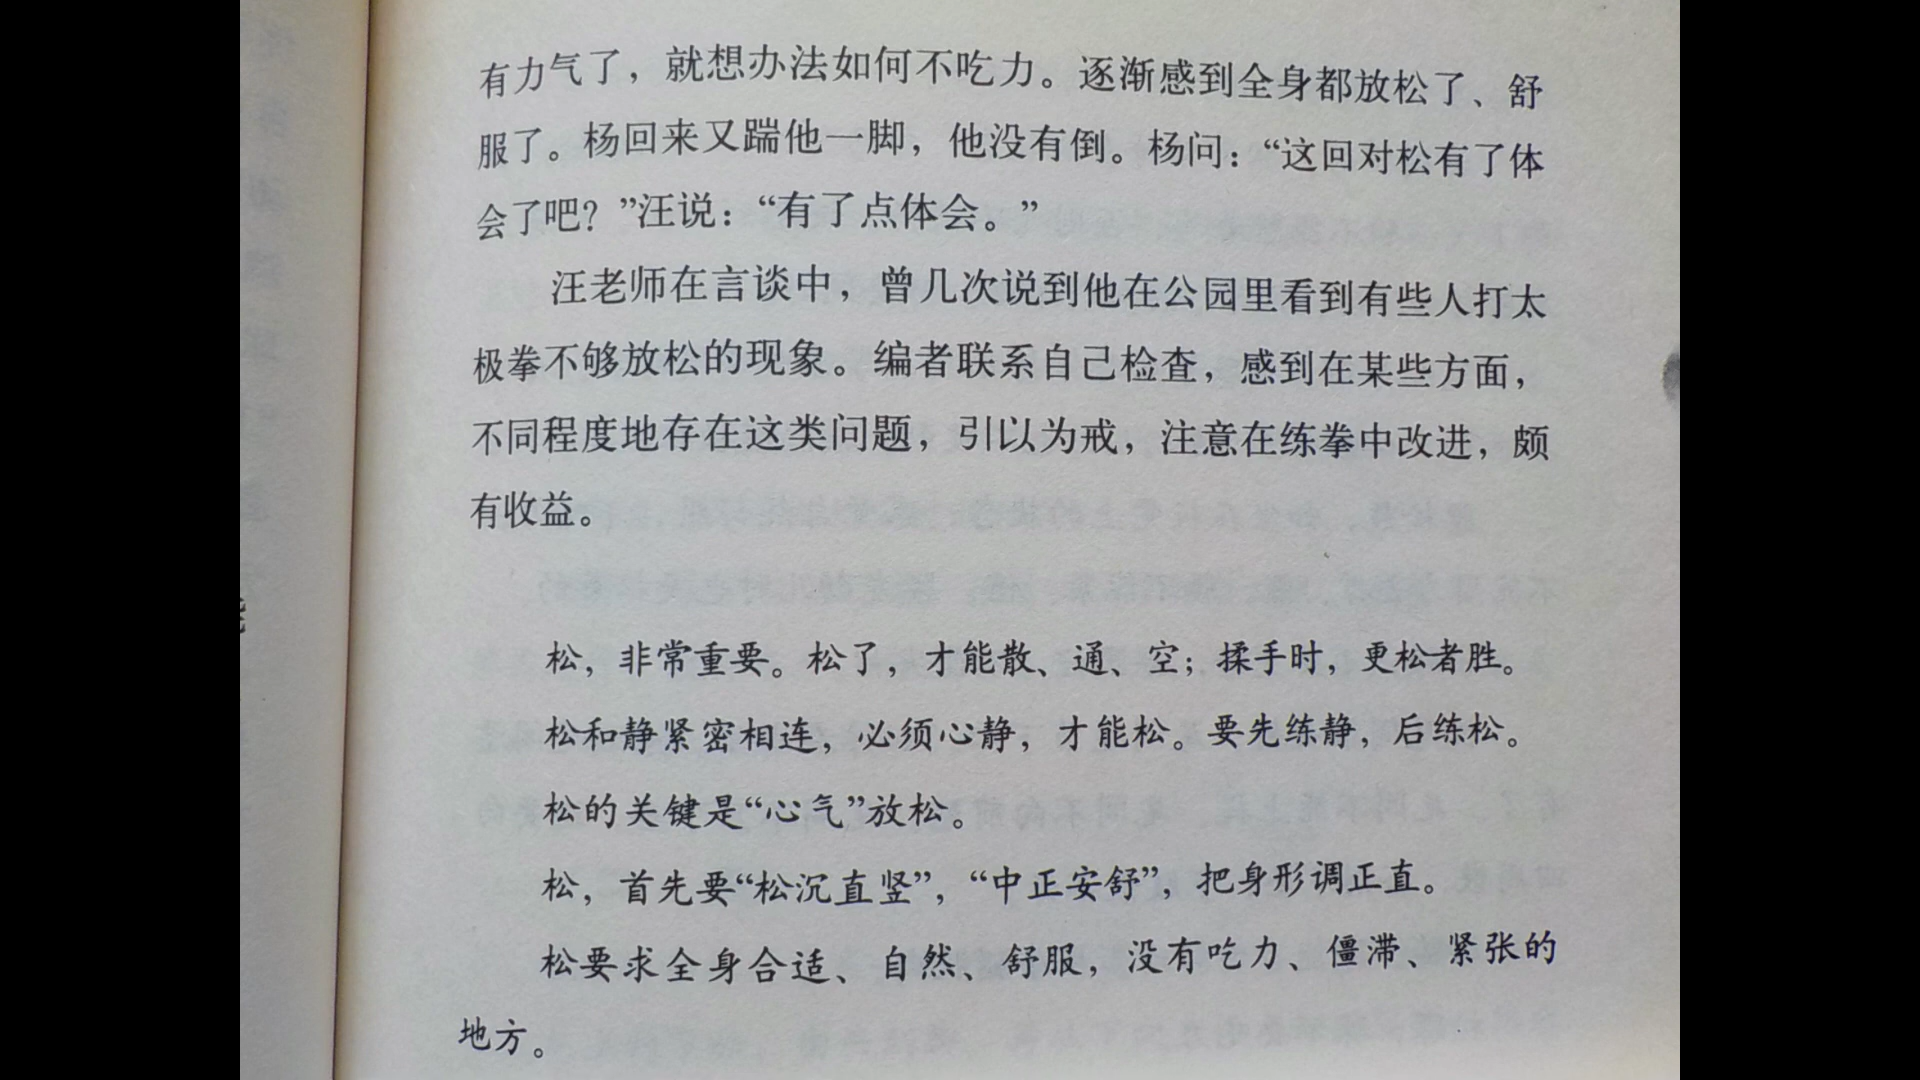 有力气了，就想办法如何不吃力。逐渐感到全身都放松了、舒
服了。杨回来又踹他一脚，他没有倒。杨问：“这回对松有了体
会了吧？”汪说：“有了点体会。”
汪老师在言谈中，曾几次说到他在公园里看到有些人打太
极拳不够放松的现象。编者联系自己检查，感到在某些方面，
不同程度地存在这类问题，引以为戒，注意在练拳中改进，颇
有收益。
松，非常重要。松了，才能散、通、空；揉手时，更松者胜。
松和静紧密相连，必须心静，才能松。要先练静，后练松。
松的关键是“心气”放松。
松，首先要“松沉直竖”，“中正安舒”，把身形调正直。
松要求全身合适、自然、舒服，没有吃力、僵滞、紧张的
地方。